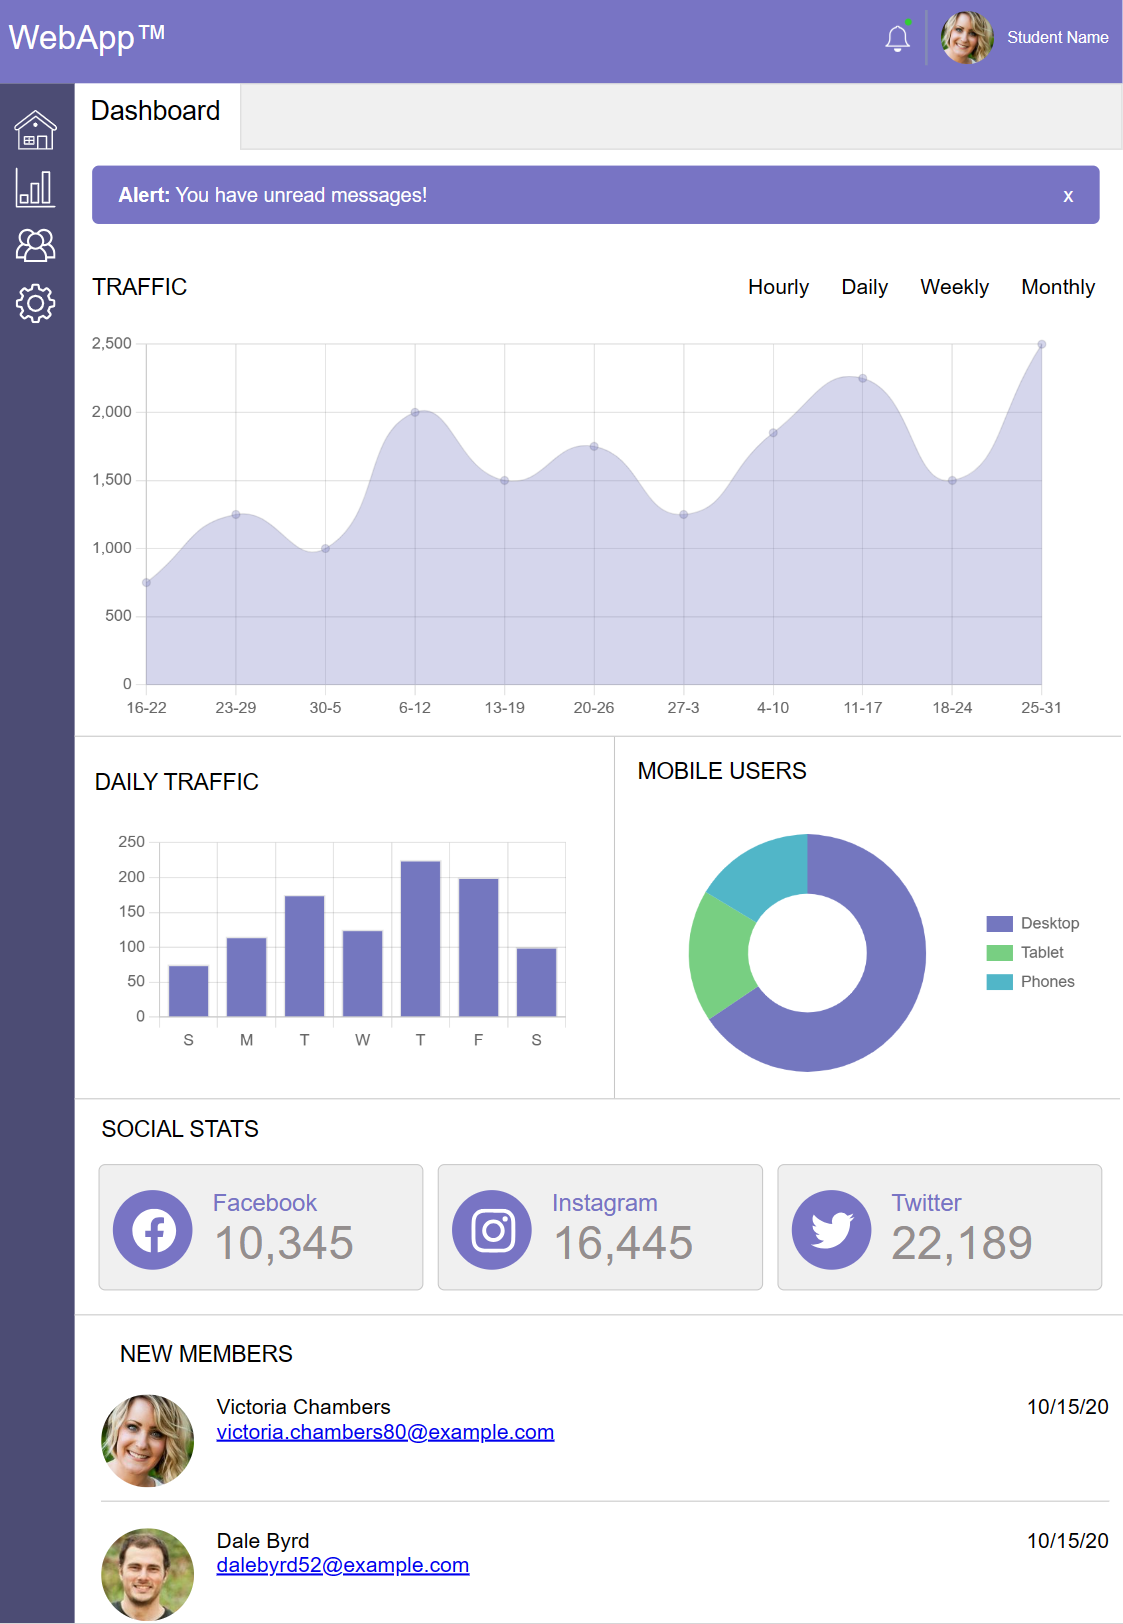 WebApp™
Student Name
Dashboard
Alert: You have unread messages!
x
TRAFFIC
Hourly Daily Weekly Monthly
2,500
2,000
1,500
1,000
500
0
16-22 23-29 30-5 6-12 13-19 20-26 27-3 4-10 11-17 18-24 25-31
DAILY TRAFFIC
250
200
150
100
50
0
S M T W T F S
MOBILE USERS
Desktop
Tablet
Phones
SOCIAL STATS
Facebook
10,345
Instagram
16,445
Twitter
22,189
NEW MEMBERS
Victoria Chambers 10/15/20
victoria.chambers80@example.com
Dale Byrd 10/15/20
dalebyrd52@example.com